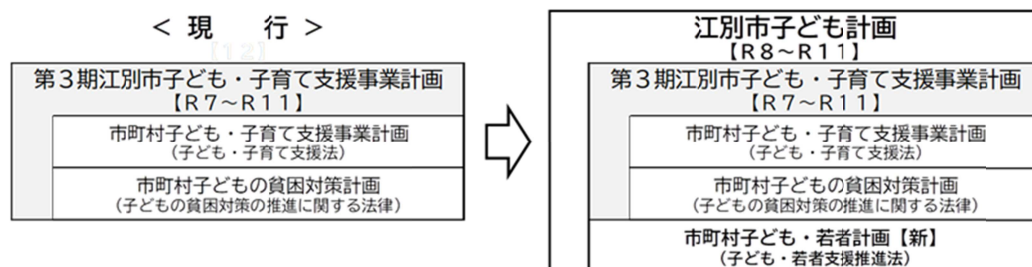 ＜ 現　行 ＞
【12】
第３期江別市子ども・子育て支援事業計画
【Ｒ７～Ｒ１１】
市町村子ども・子育て支援事業計画
（子ども・子育て支援法）
市町村子どもの貧困対策計画
（子どもの貧困対策の推進に関する法律）
江別市子ども計画
【Ｒ８～Ｒ１１】
第３期江別市子ども・子育て支援事業計画
【Ｒ７～Ｒ１１】
市町村子ども・子育て支援事業計画
（子ども・子育て支援法）
市町村子どもの貧困対策計画
（子どもの貧困対策の推進に関する法律）
市町村子ども・若者計画【新】
（子ども・若者支援推進法）